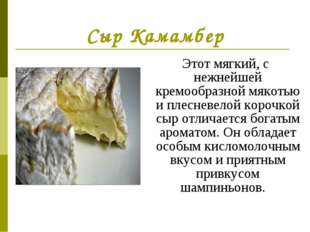 Сыр Камамбер
Этот мягкий, с
нежнейшей
кремообразной мякотью
и плесневелой корочкой
сыр отличается богатым
ароматом. Он обладает
особым кисломолочным
вкусом и приятным
привкусом
шампиньонов.